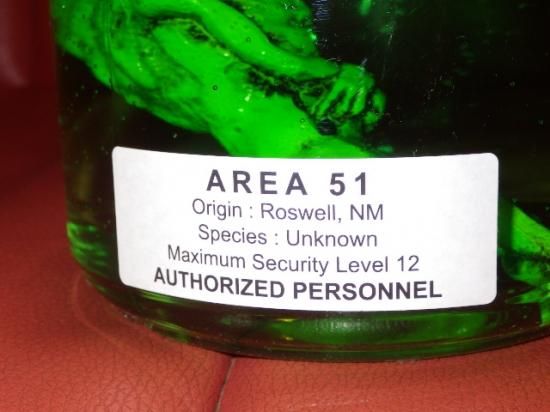 AREA 51
Origin : Roswell, NM
Species : Unknown
Maximum Security Level 12
AUTHORIZED PERSONNEL